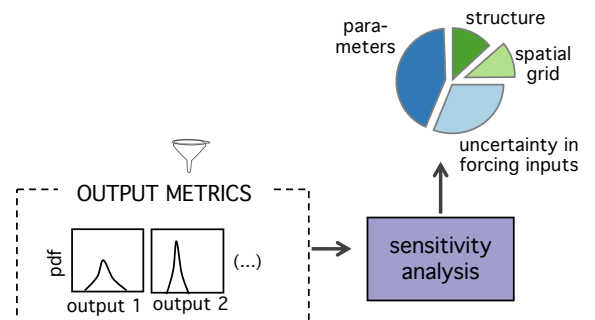 structure
para-
meters
spatial
grid
uncertainty in
forcing inputs
OUTPUT METRICS
pdf
(...)
output 1
output 2
sensitivity
analysis